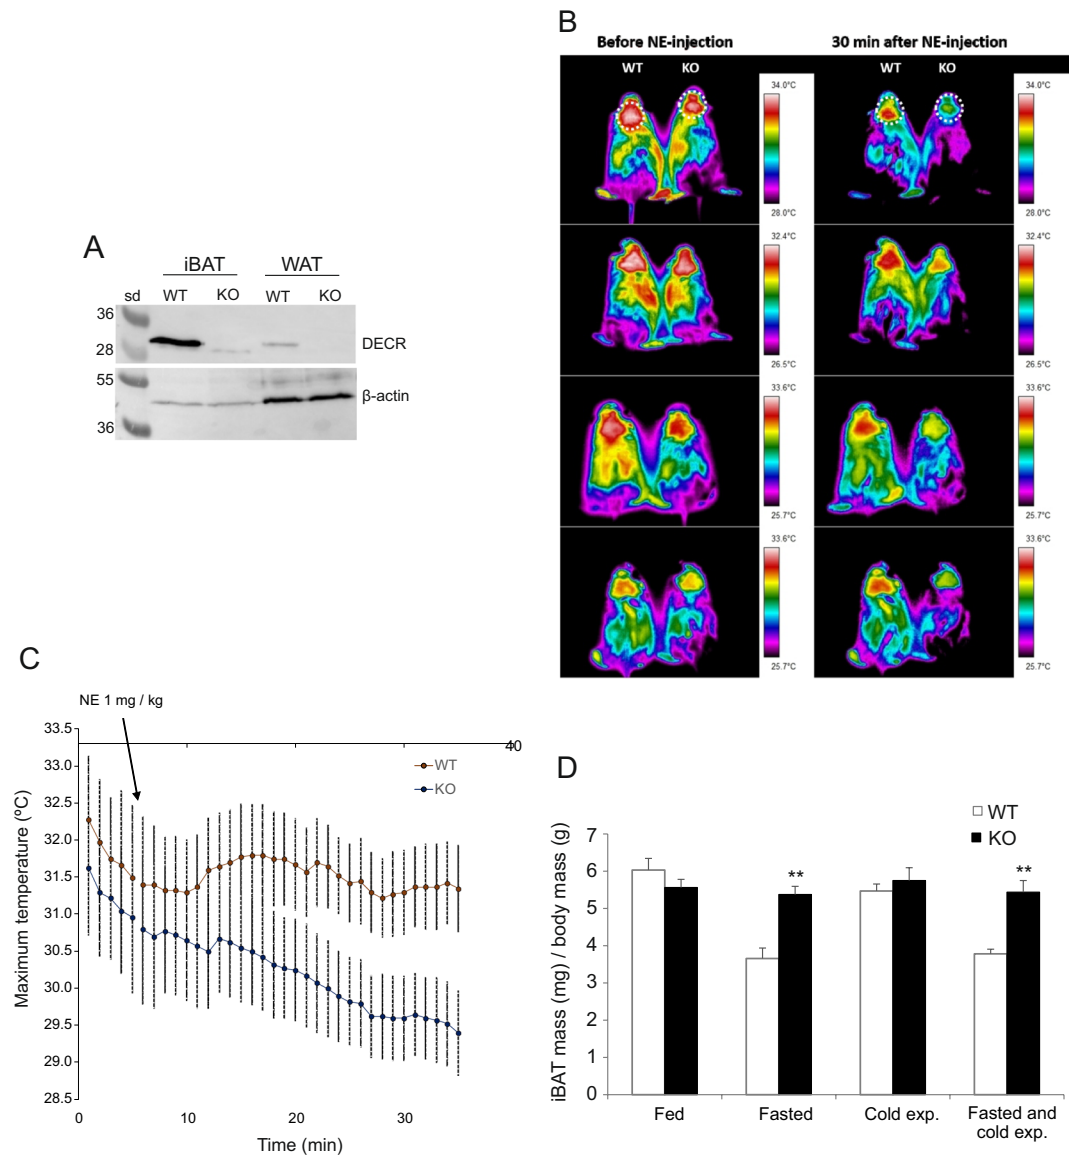 A
iBAT WAT
sd WT KO WT KO
36
28
DECR
55
36
β-actin
B
Before NE-injection 30 min after NE-injection
WT KO WT KO
34.0°C 34.0°C
28.0°C 28.0°C
32.4°C 32.4°C
26.5°C 26.5°C
33.6°C 33.6°C
25.7°C 25.7°C
33.6°C 33.6°C
25.7°C 25.7°C
C
NE 1 mg / kg
33.5
33.0
32.5
32.0
31.5
31.0
30.5
30.0
29.5
29.0
28.5
Maximum temperature (ºC)
40
WT
KO
0 10 20 30
Time (min)
D
WT
KO
7
6
5
4
3
2
1
0
iBAT mass (mg) / body mass (g)
** **
Fed Fasted Cold exp. Fasted and
cold exp.